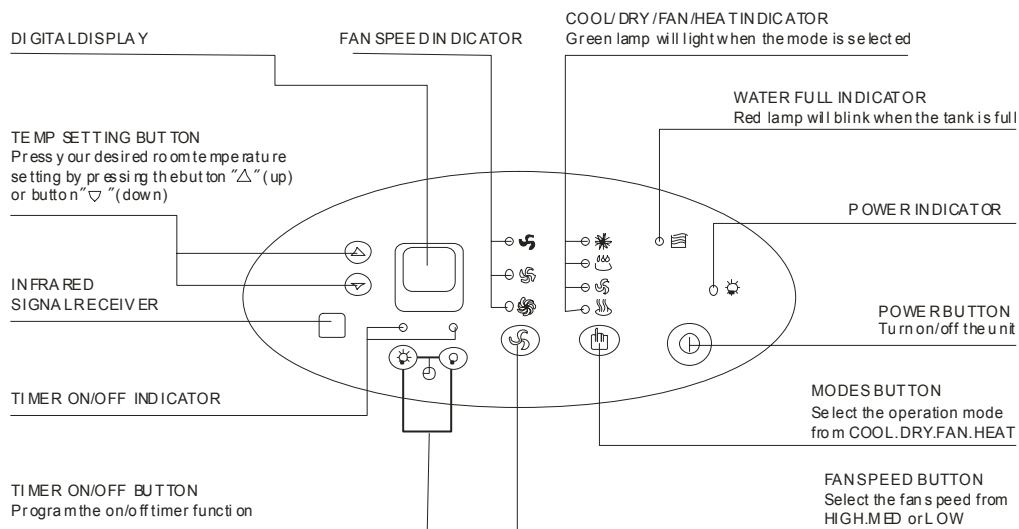 COOL/DRY/FAN/HEAT INDICATOR
Green lamp will light when the mode is selected
DIGITAL DISPLAY
FAN SPEED INDICATOR
WATER FULL INDICATOR
Red lamp will blink when the tank is full
TEMP SETTING BUTTON
Press your desired room temperature
setting by pressing the button "△" (up)
or button "▽" (down)
POWER INDICATOR
INFRARED
SIGNAL RECEIVER
POWER BUTTON
Turn on/off the unit
TIMER ON/OFF INDICATOR
MODES BUTTON
Select the operation mode
from COOL.DRY.FAN.HEAT
TIMER ON/OFF BUTTON
Program the on/off timer function
FAN SPEED BUTTON
Select the fan speed from
HIGH.MED or LOW